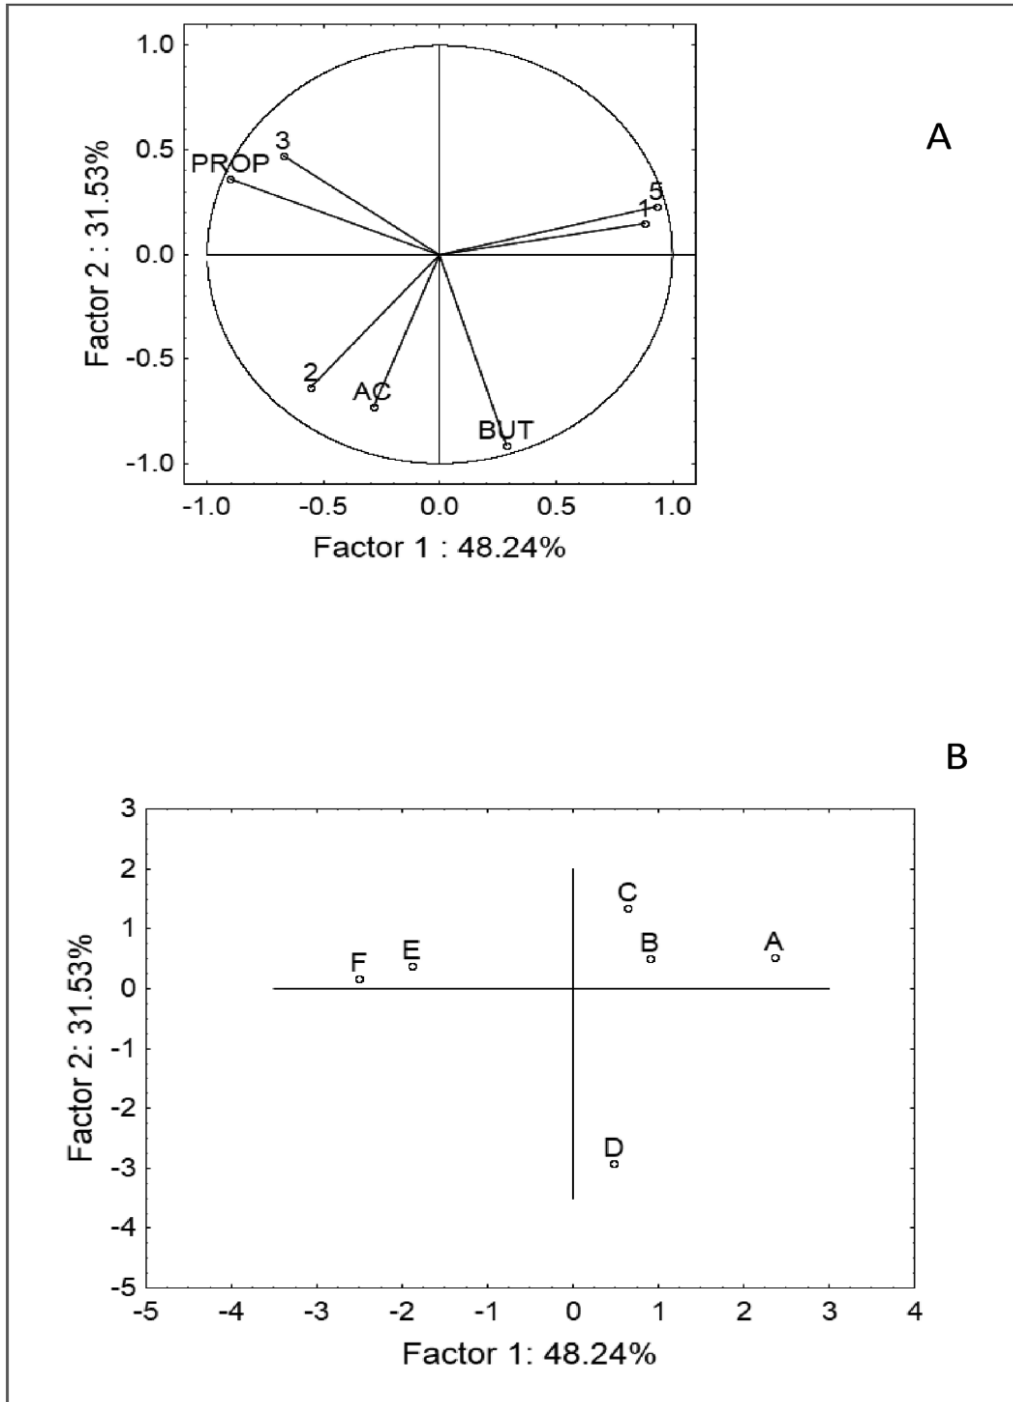 A
1.0
0.5
0.0
-0.5
-1.0
Factor 2 : 31.53%
PROP
3
5
1
2
AC
BUT
-1.0 -0.5 0.0 0.5 1.0
Factor 1 : 48.24%
B
3
2
1
0
-1
-2
-3
-4
-5
Factor 2: 31.53%
C
B
A
E
F
D
-5 -4 -3 -2 -1 0 1 2 3 4
Factor 1: 48.24%